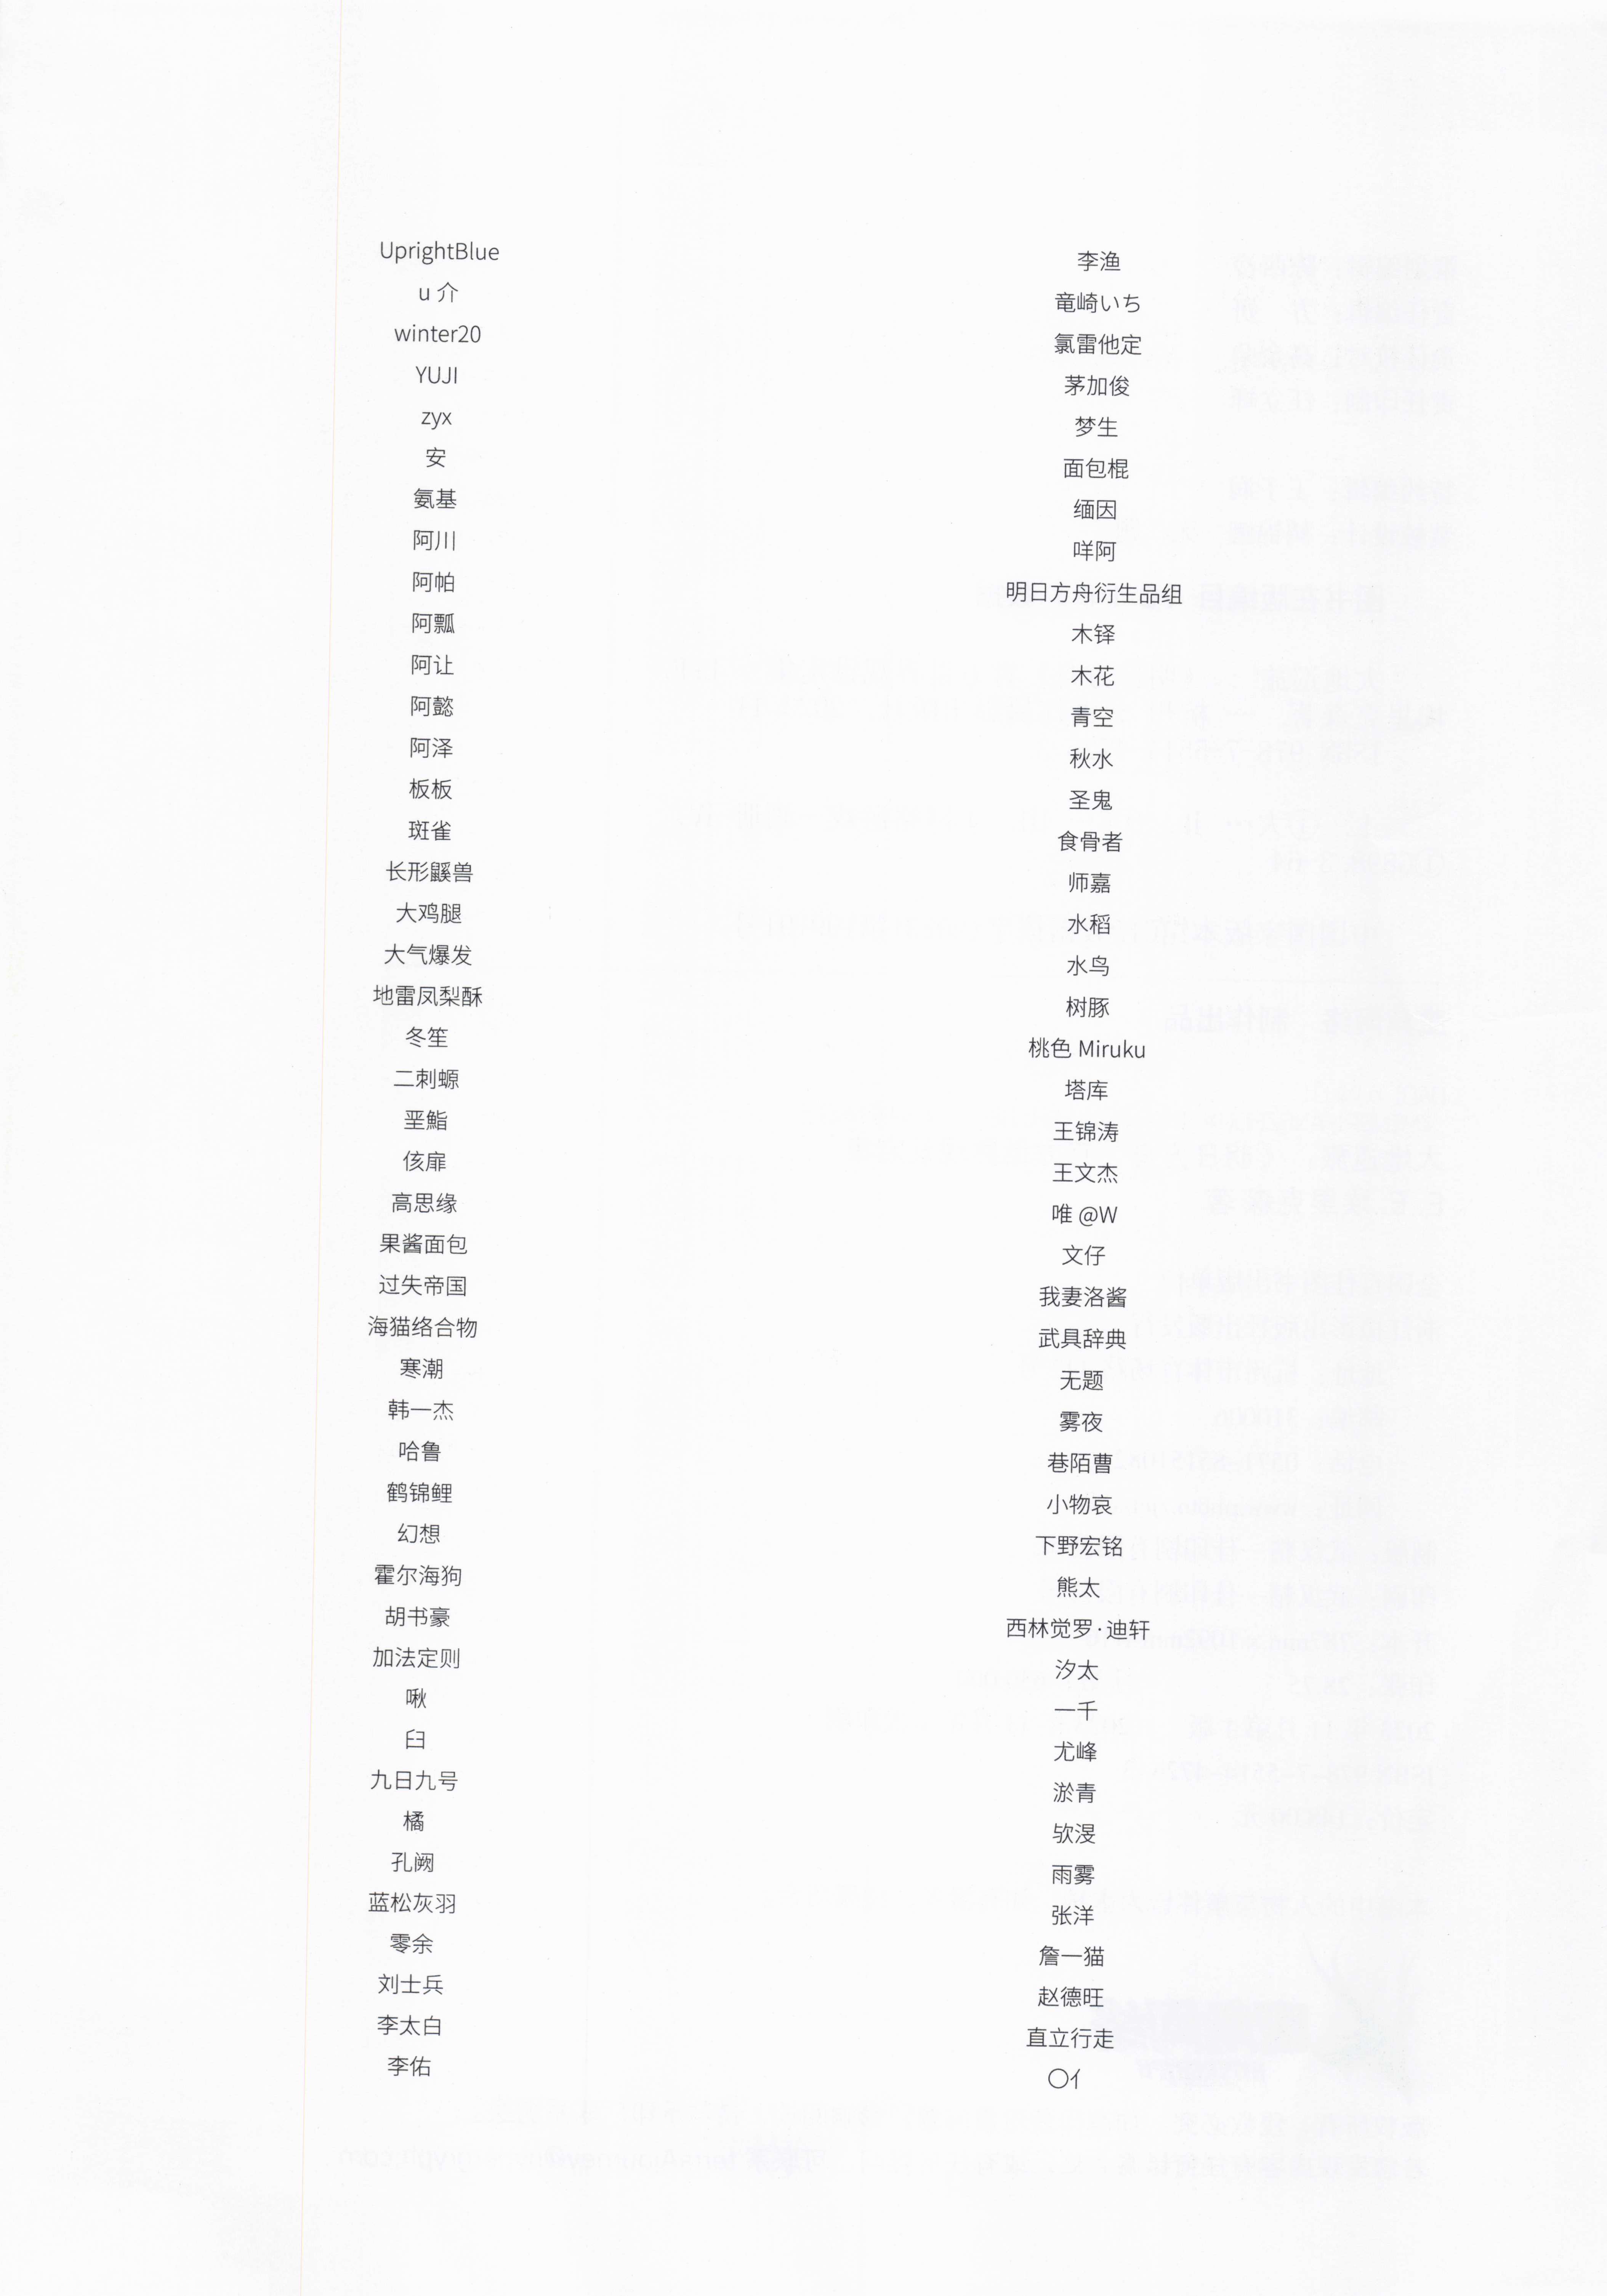 UprightBlue
u 介
winter20
YUJI
zyx
安
氨基
阿川
阿帕
阿瓢
阿让
阿懿
阿泽
板板
斑雀
长形鼷兽
大鸡腿
大气爆发
地雷凤梨酥
冬笙
二刺螈
垩鮨
侅扉
高思缘
果酱面包
过失帝国
海猫络合物
寒潮
韩一杰
哈鲁
鹤锦鲤
幻想
霍尔海狗
胡书豪
加法定则
啾
臼
九日九号
橘
孔阙
蓝松灰羽
零余
刘士兵
李太白
李佑
李渔
竜崎いち
氯雷他定
茅加俊
梦生
面包棍
缅因
咩阿
明日方舟衍生品组
木铎
木花
青空
秋水
圣鬼
食骨者
师嘉
水稻
水鸟
树豚
桃色 Miruku
塔库
王锦涛
王文杰
唯 @W
文仔
我妻洛酱
武具辞典
无题
雾夜
巷陌曹
小物哀
下野宏铭
熊太
西林觉罗·迪轩
汐太
一千
尤峰
淤青
欤浸
雨雾
张洋
詹一猫
赵德旺
直立行走
〇亻